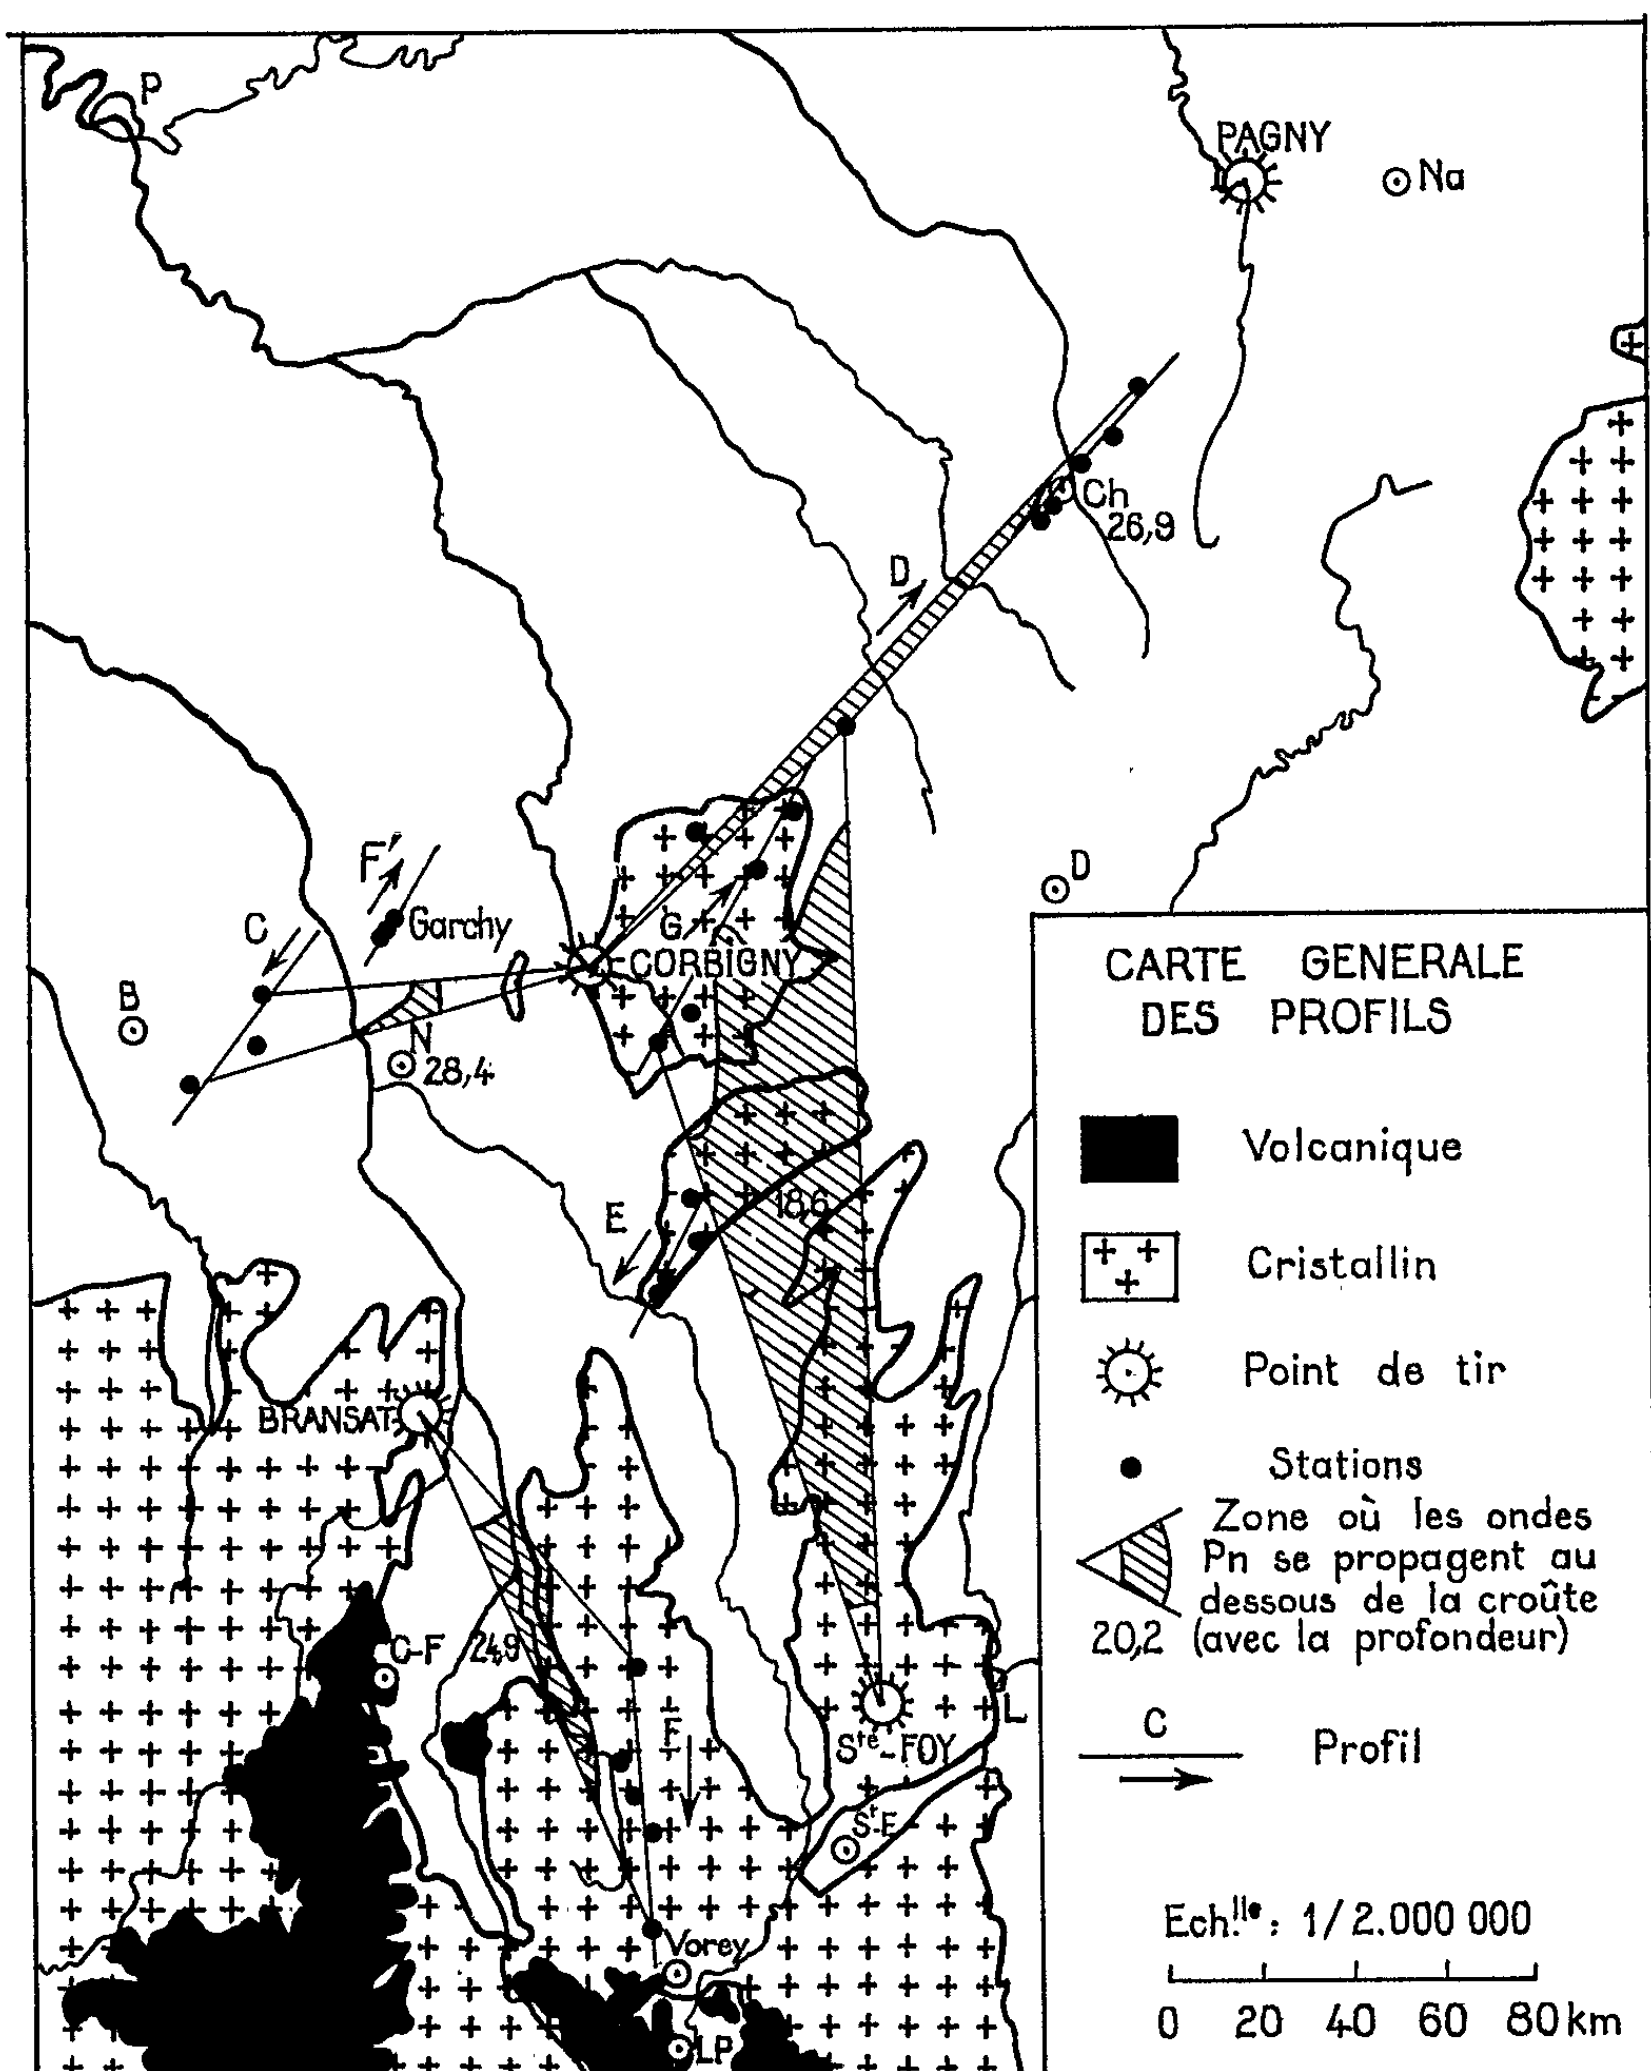 P
PAGNY
Na
Ch
26,9
D
F'
C
Garchy
G
D
CORBIGNY
B
N
28,4
E
18,6
BRANSAT
C-F
24,9
F
L
Ste-FOY
St-E
Vorey
LP
CARTE GENERALE
DES PROFILS
Volcanique
Cristallin
Point de tir
Stations
Zone où les ondes
Pn se propagent au
dessous de la croûte
20,2 (avec la profondeur)
C
Profil
Ech.lle: 1/2.000 000
0 20 40 60 80 km